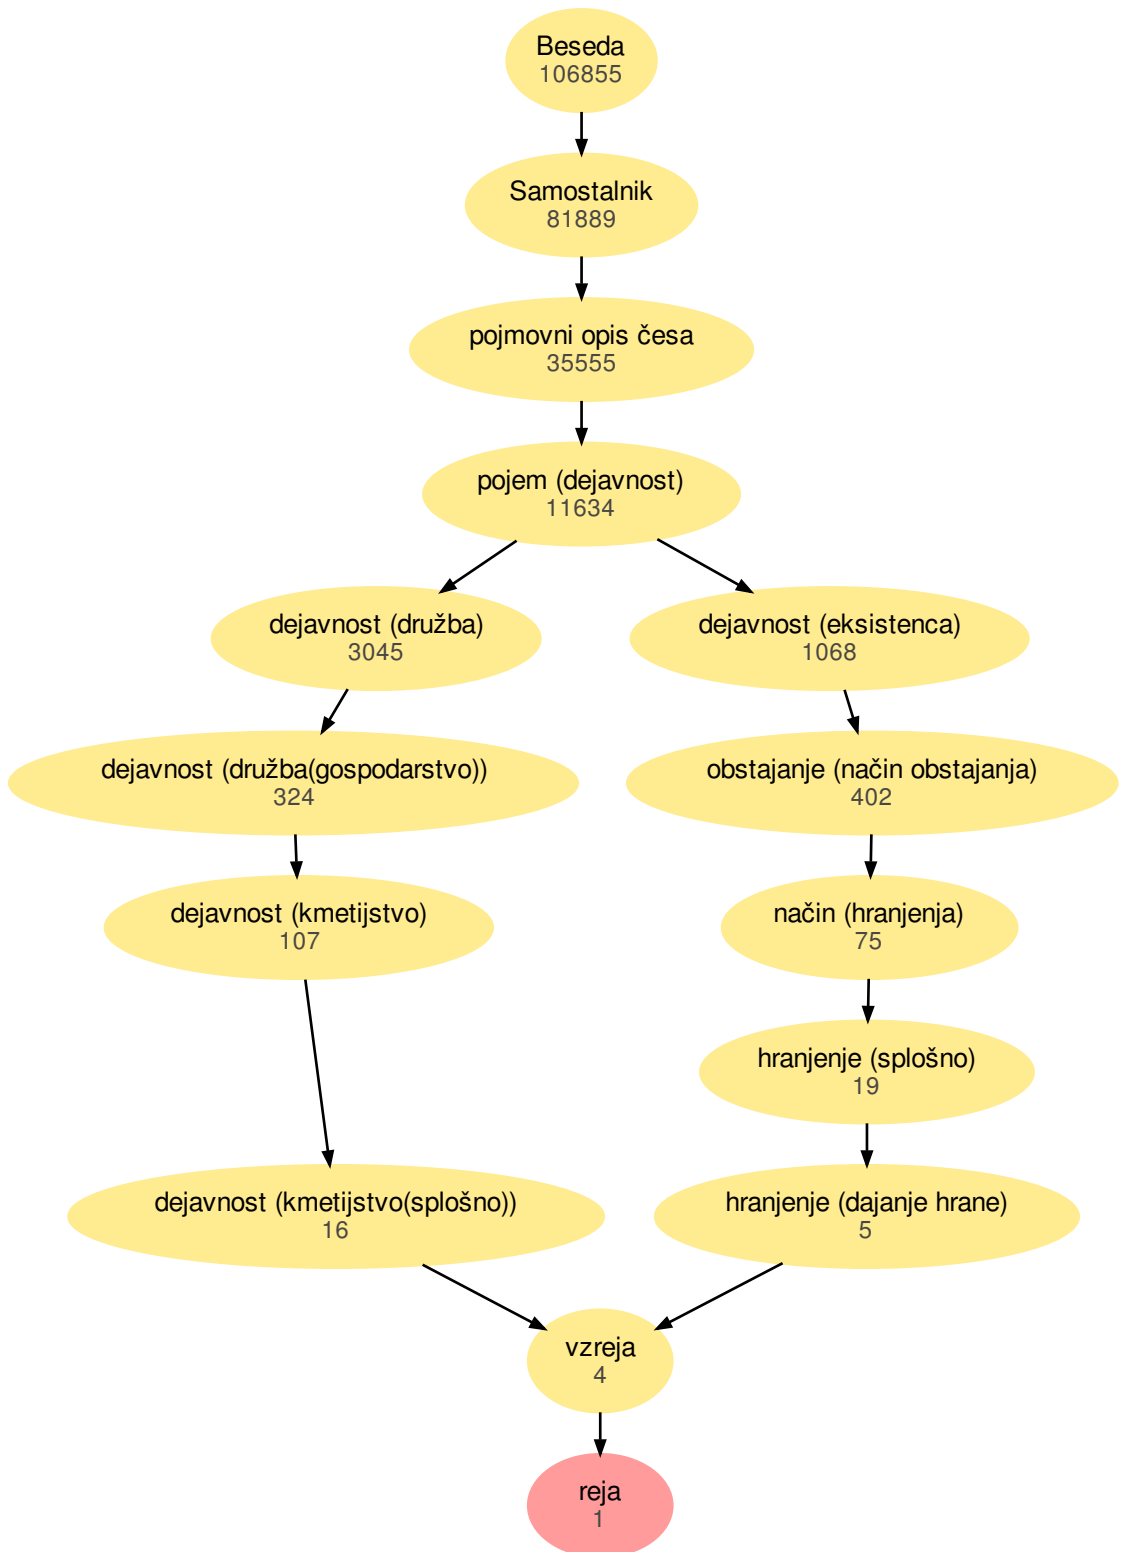 Beseda
106855
Samostalnik
81889
pojmovni opis česa
35555
pojem (dejavnost)
11634
dejavnost (družba)
3045
dejavnost (eksistenca)
1068
dejavnost (družba(gospodarstvo))
324
obstajanje (način obstajanja)
402
dejavnost (kmetijstvo)
107
način (hranjenja)
75
hranjenje (splošno)
19
dejavnost (kmetijstvo(splošno))
16
hranjenje (dajanje hrane)
5
vzreja
4
reja
1